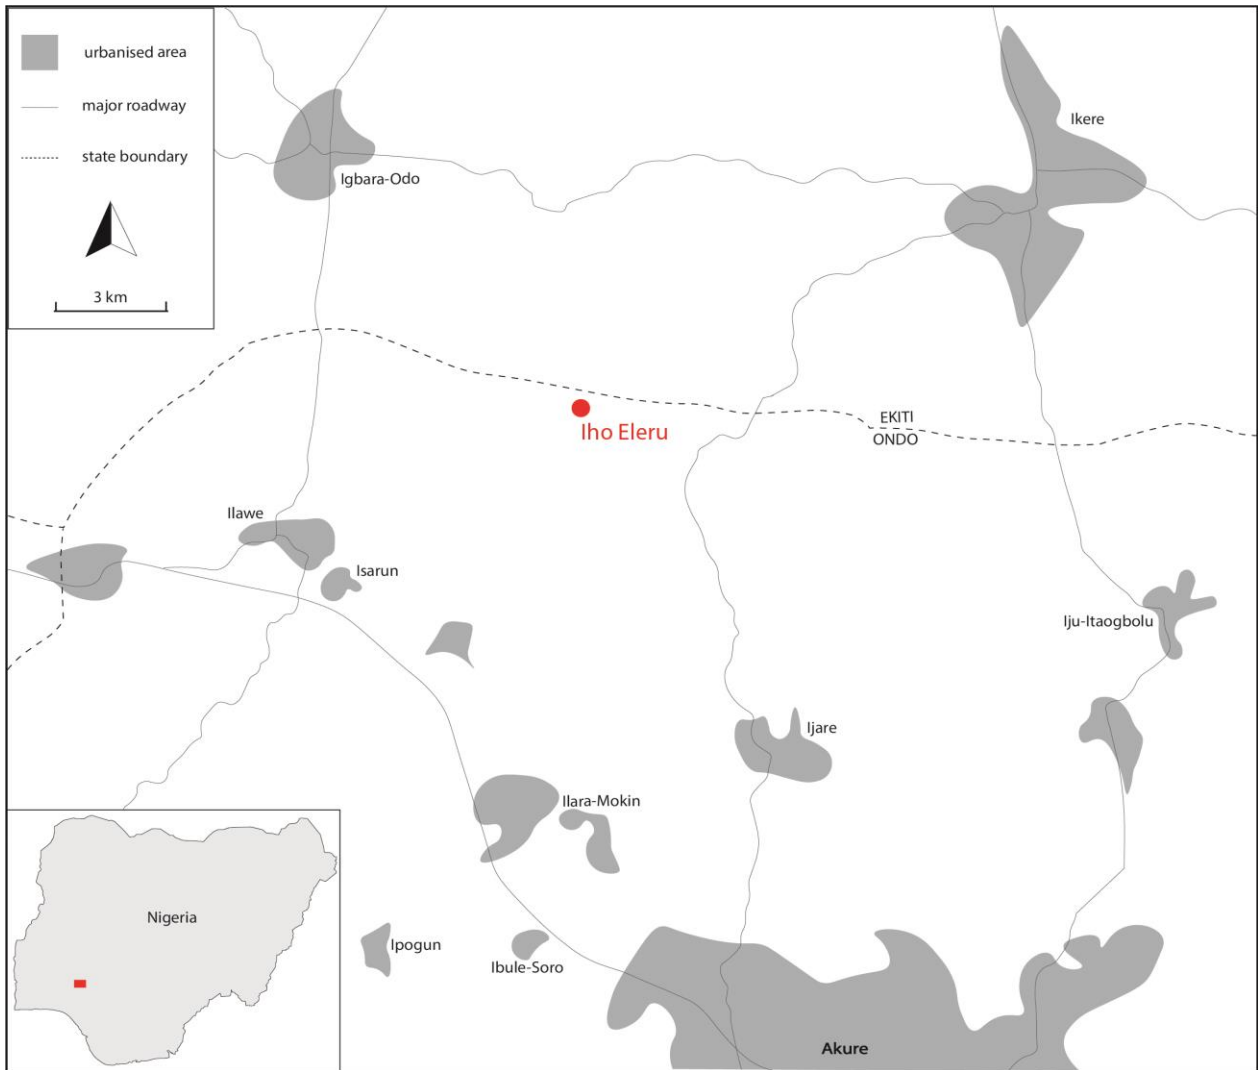 urbanised area
major roadway
state boundary
3 km
Ikere
Igbara-Odo
Iho Eleru
EKITI
ONDO
Ilawe
Isarun
Iju-Itaogbolu
Ijare
Ilara-Mokin
Nigeria
Ipogun
Ibule-Soro
Akure